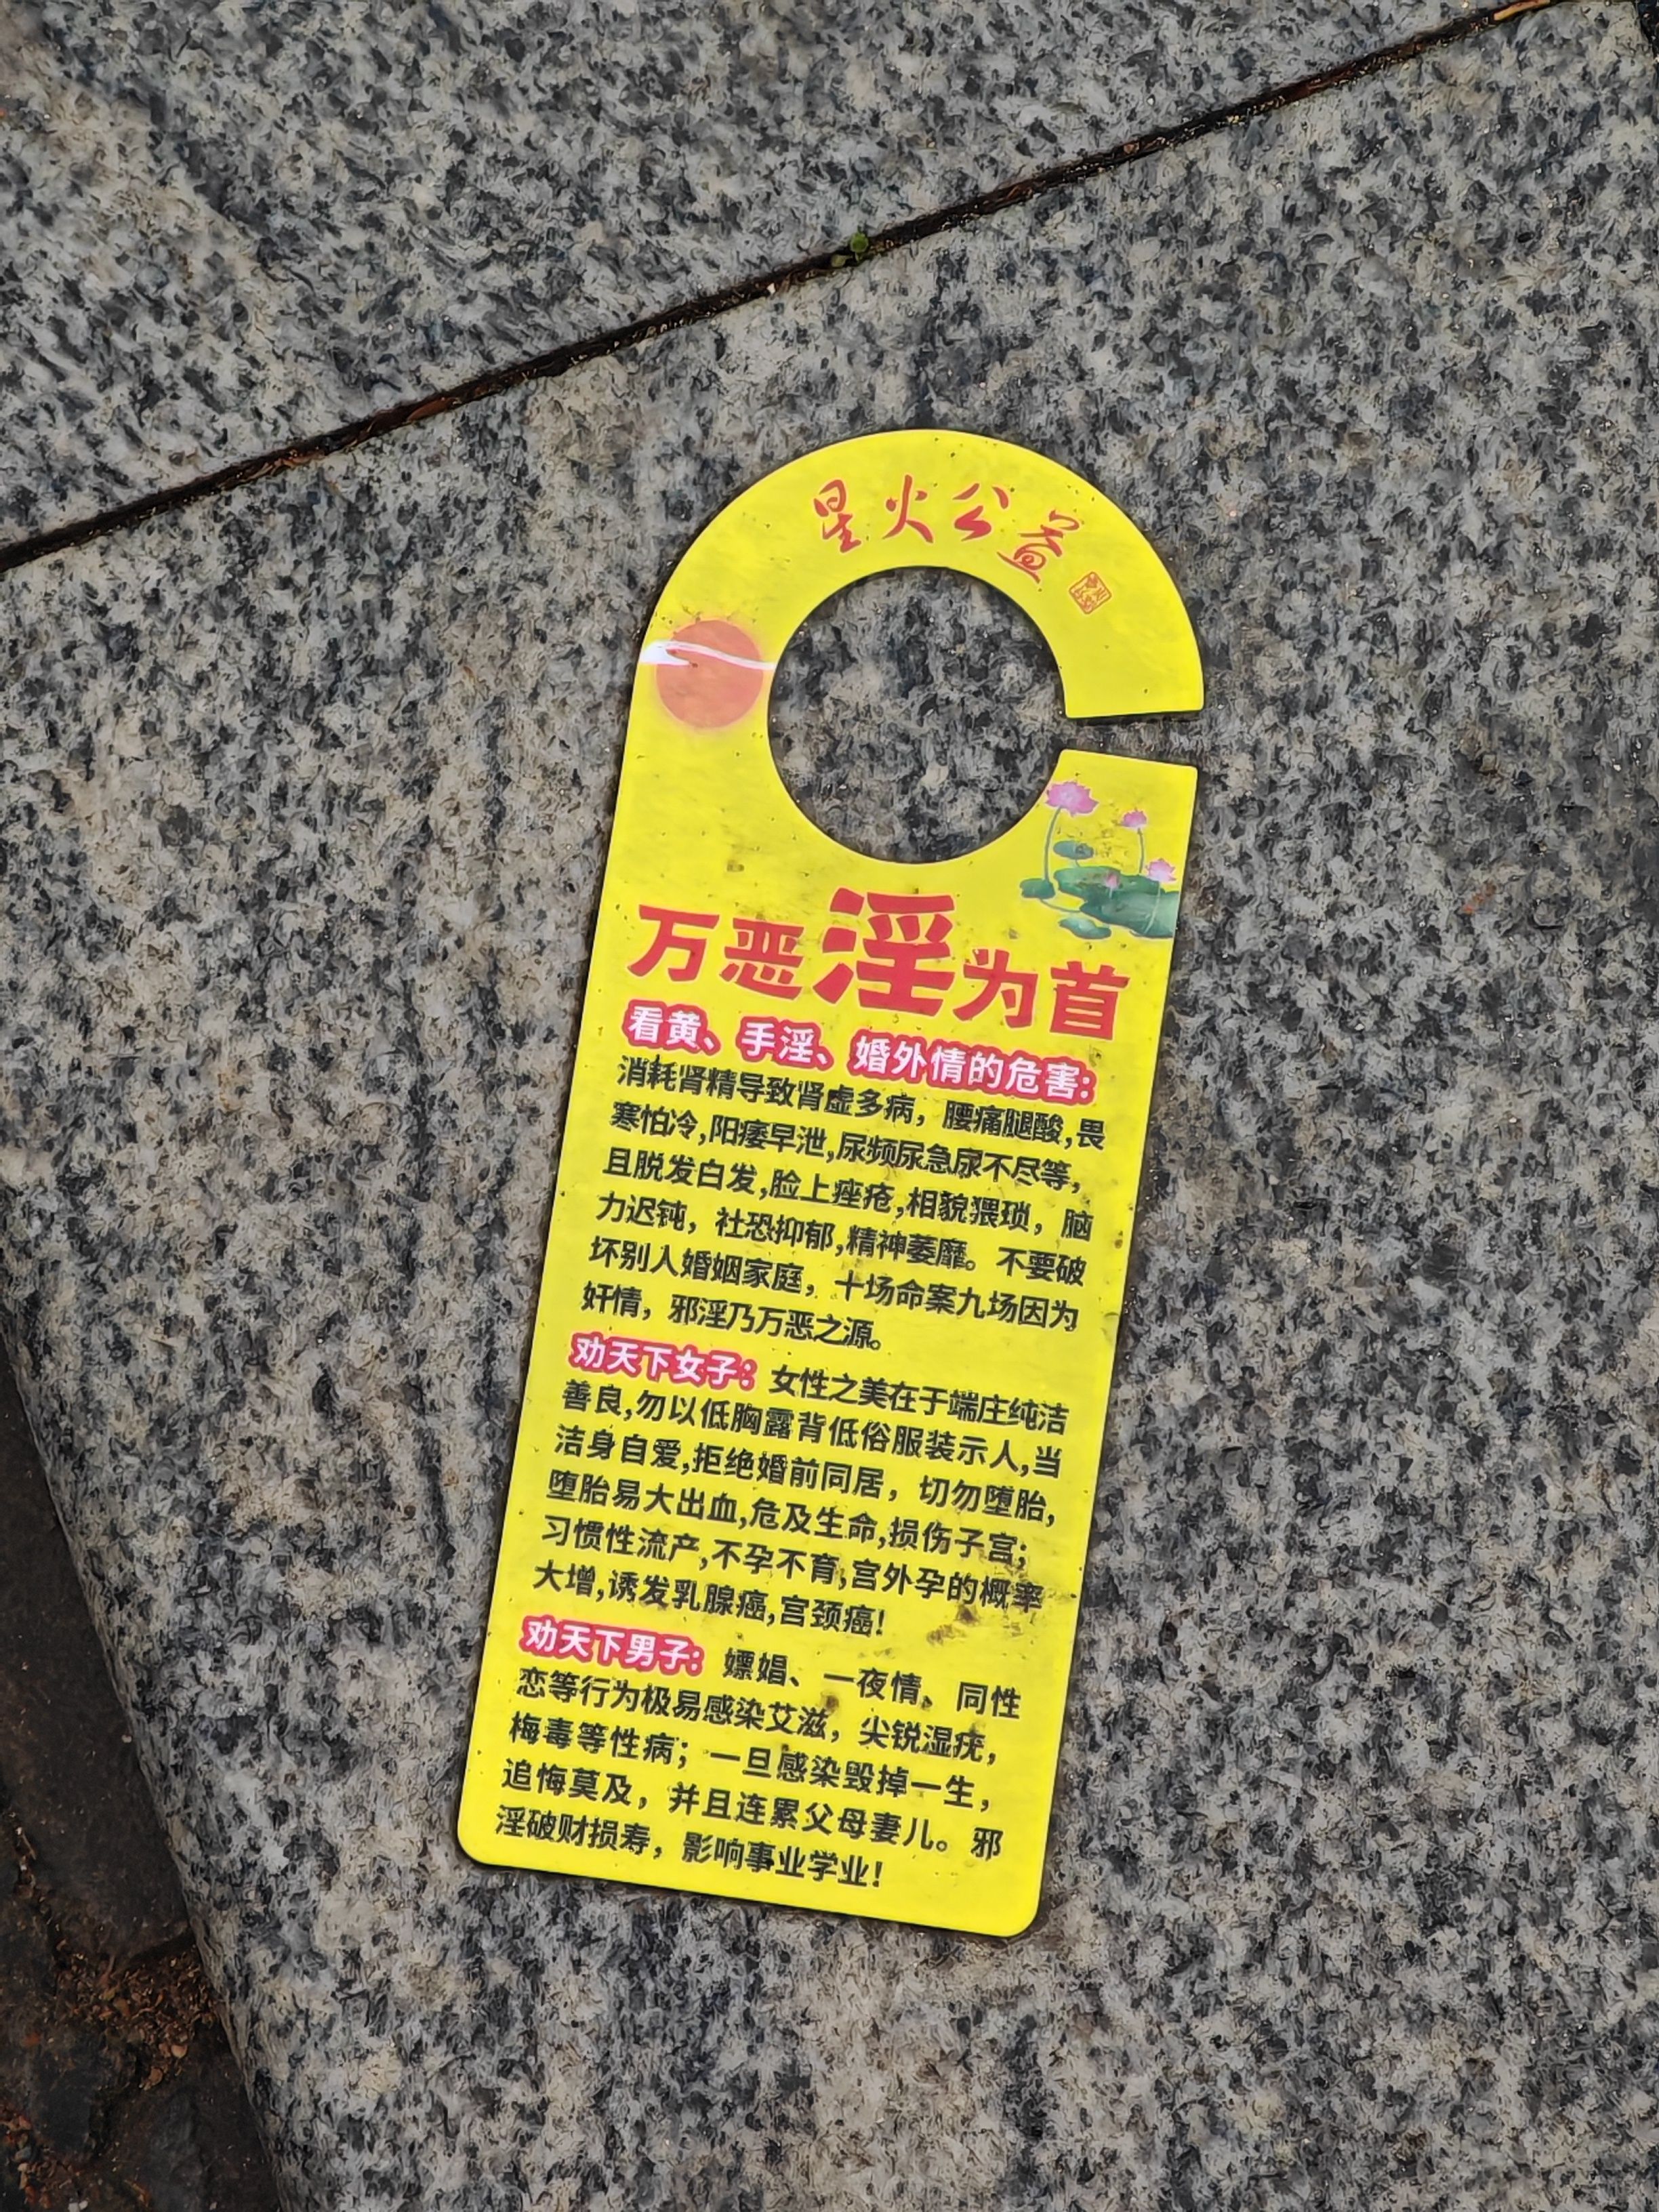 星火公益
万恶淫为首
看黄、手淫、婚外情的危害:
消耗肾精导致肾虚多病，腰痛腿酸,畏
寒怕冷,阳痿早泄,尿频尿急尿不尽等，
且脱发白发,脸上痤疮,相貌猥琐，脑
力迟钝，社恐抑郁,精神萎靡。不要破
坏别人婚姻家庭，十场命案九场因为
奸情，邪淫乃万恶之源。
劝天下女子：女性之美在于端庄纯洁
善良,勿以低胸露背低俗服装示人,当
洁身自爱,拒绝婚前同居，切勿堕胎,
堕胎易大出血,危及生命,损伤子宫;
习惯性流产,不孕不育,宫外孕的概率
大增,诱发乳腺癌,宫颈癌!
劝天下男子：嫖娼、一夜情、同性
恋等行为极易感染艾滋，尖锐湿疣，
梅毒等性病；一旦感染毁掉一生，
追悔莫及，并且连累父母妻儿。邪
淫破财损寿，影响事业学业!